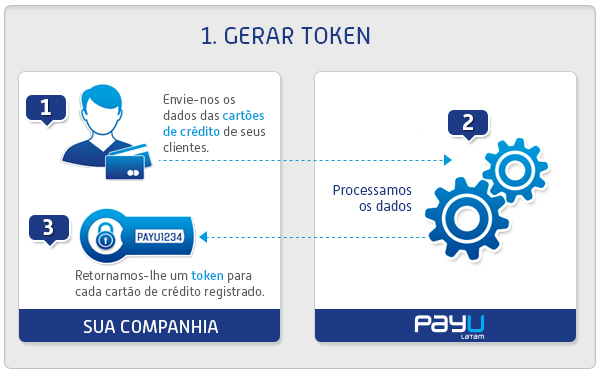 1. GERAR TOKEN
1
Envie-nos os
dados das cartões
de crédito de seus
clientes.
2
Processamos
os dados
3
PAYU1234
Retornamos-lhe um token para
cada cartão de crédito registrado.
SUA COMPANHIA
PayU
LATAM